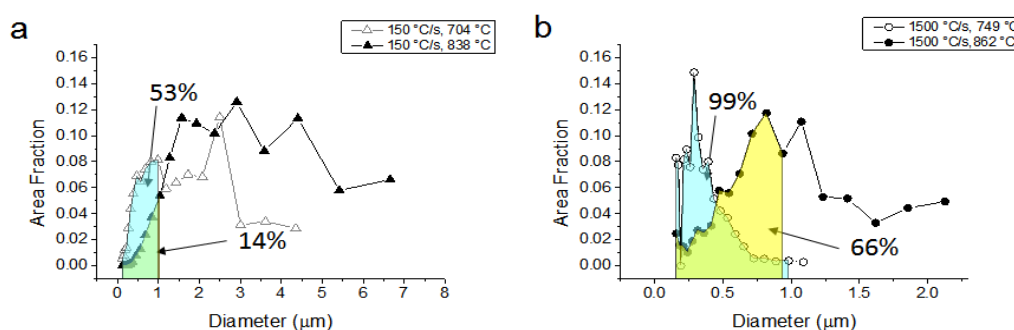 a
150 °C/s, 704 °C
150 °C/s, 838 °C
0.16
0.14
0.12
0.10
0.08
0.06
0.04
0.02
0.00
Area Fraction
53%
14%
0 1 2 3 4 5 6 7 8
Diameter (μm)
b
1500 °C/s, 749 °C
1500 °C/s,862 °C
0.16
0.14
0.12
0.10
0.08
0.06
0.04
0.02
0.00
Area Fraction
99%
66%
0.0 0.5 1.0 1.5 2.0
Diameter (μm)